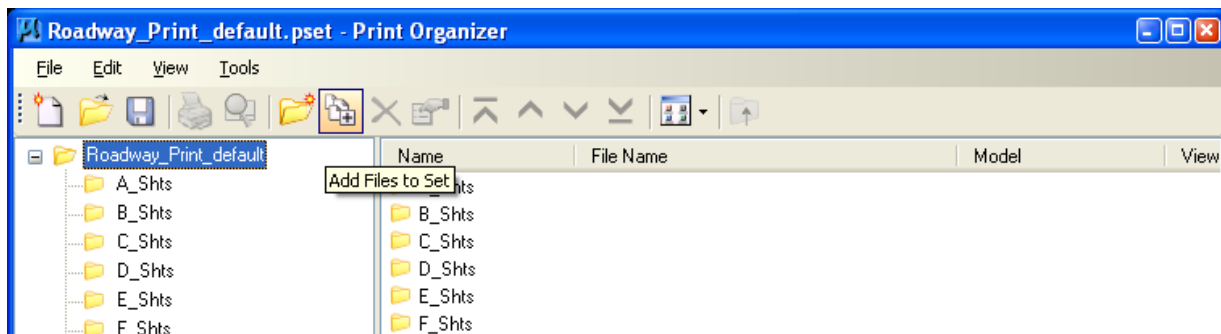 Roadway_Print_default.pset - Print Organizer
File Edit View Tools
Roadway_Print_default
A_Shts
B_Shts
C_Shts
D_Shts
E_Shts
F_Shts
Add Files to Set
Name File Name Model View
hts
B_Shts
C_Shts
D_Shts
E_Shts
F_Shts